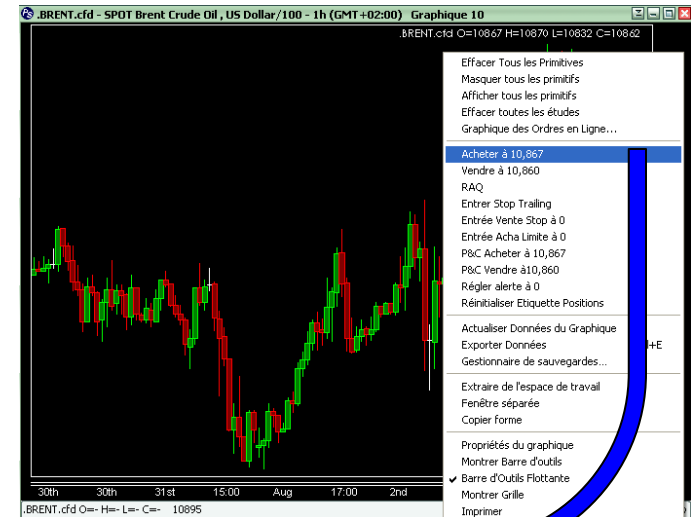 .BRENT.cfd - SPOT Brent Crude Oil , US Dollar/100 - 1h (GMT+02:00) Graphique 10
.BRENT.cfd O=10867 H=10870 L=10832 C=10862
Effacer Tous les Primitives
Masquer tous les primitifs
Afficher tous les primitifs
Effacer toutes les études
Graphique des Ordres en Ligne...
Acheter à 10,867
Vendre à 10,860
RAQ
Entrer Stop Trailing
Entrée Vente Stop à 0
Entrée Acha Limite à 0
P&C Acheter à 10,867
P&C Vendre à10,860
Régler alerte à 0
Réinitialiser Etiquette Positions
Actualiser Données du Graphique
Exporter Données
Gestionnaire de sauvegardes...
Extraire de l'espace de travail
Fenêtre séparée
Copier forme
Propriétés du graphique
Montrer Barre d'outils
Barre d'Outils Flottante
Montrer Grille
Imprimer
30th 30th 31st 15:00 Aug 17:00 2nd
.BRENT.cfd O=- H=- L=- C=- 10895